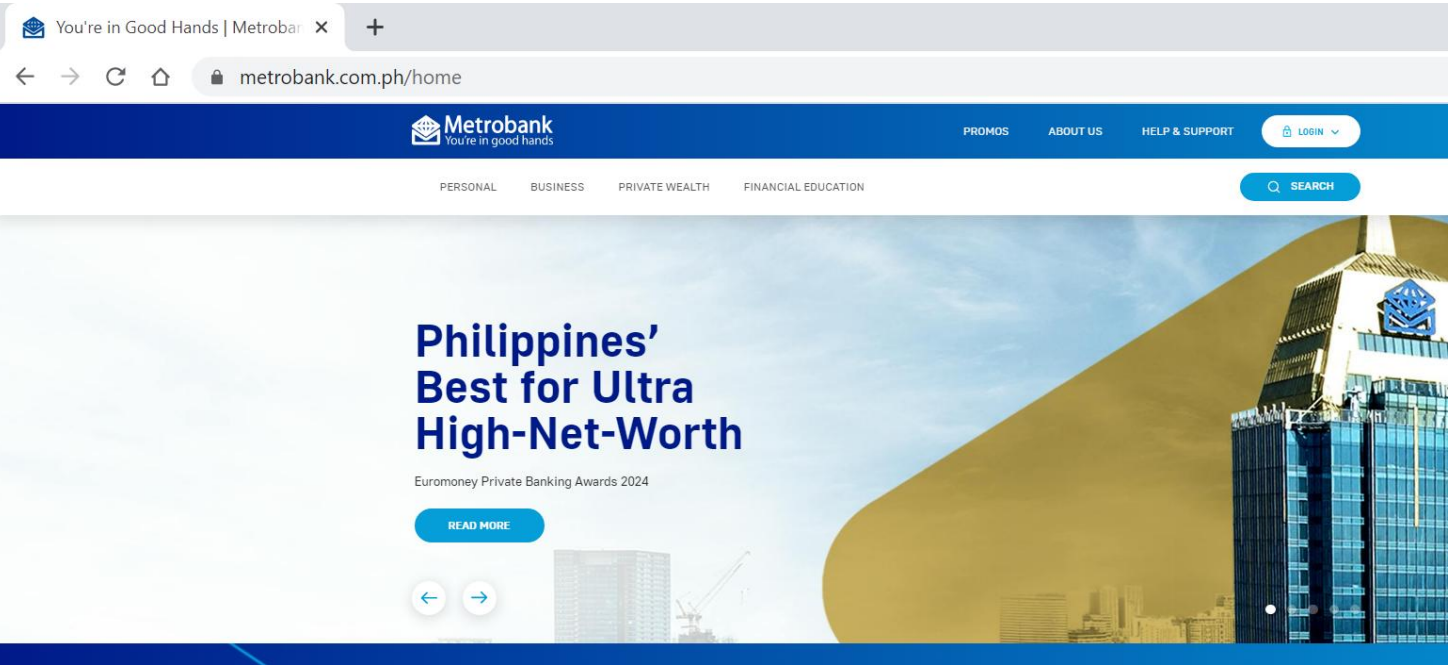 You're in Good Hands | Metroban
metrobank.com.ph/home
Metrobank
You're in good hands
PROMOS ABOUT US HELP & SUPPORT LOGIN
PERSONAL BUSINESS PRIVATE WEALTH FINANCIAL EDUCATION SEARCH
Philippines’
Best for Ultra
High-Net-Worth
Euromoney Private Banking Awards 2024
READ MORE